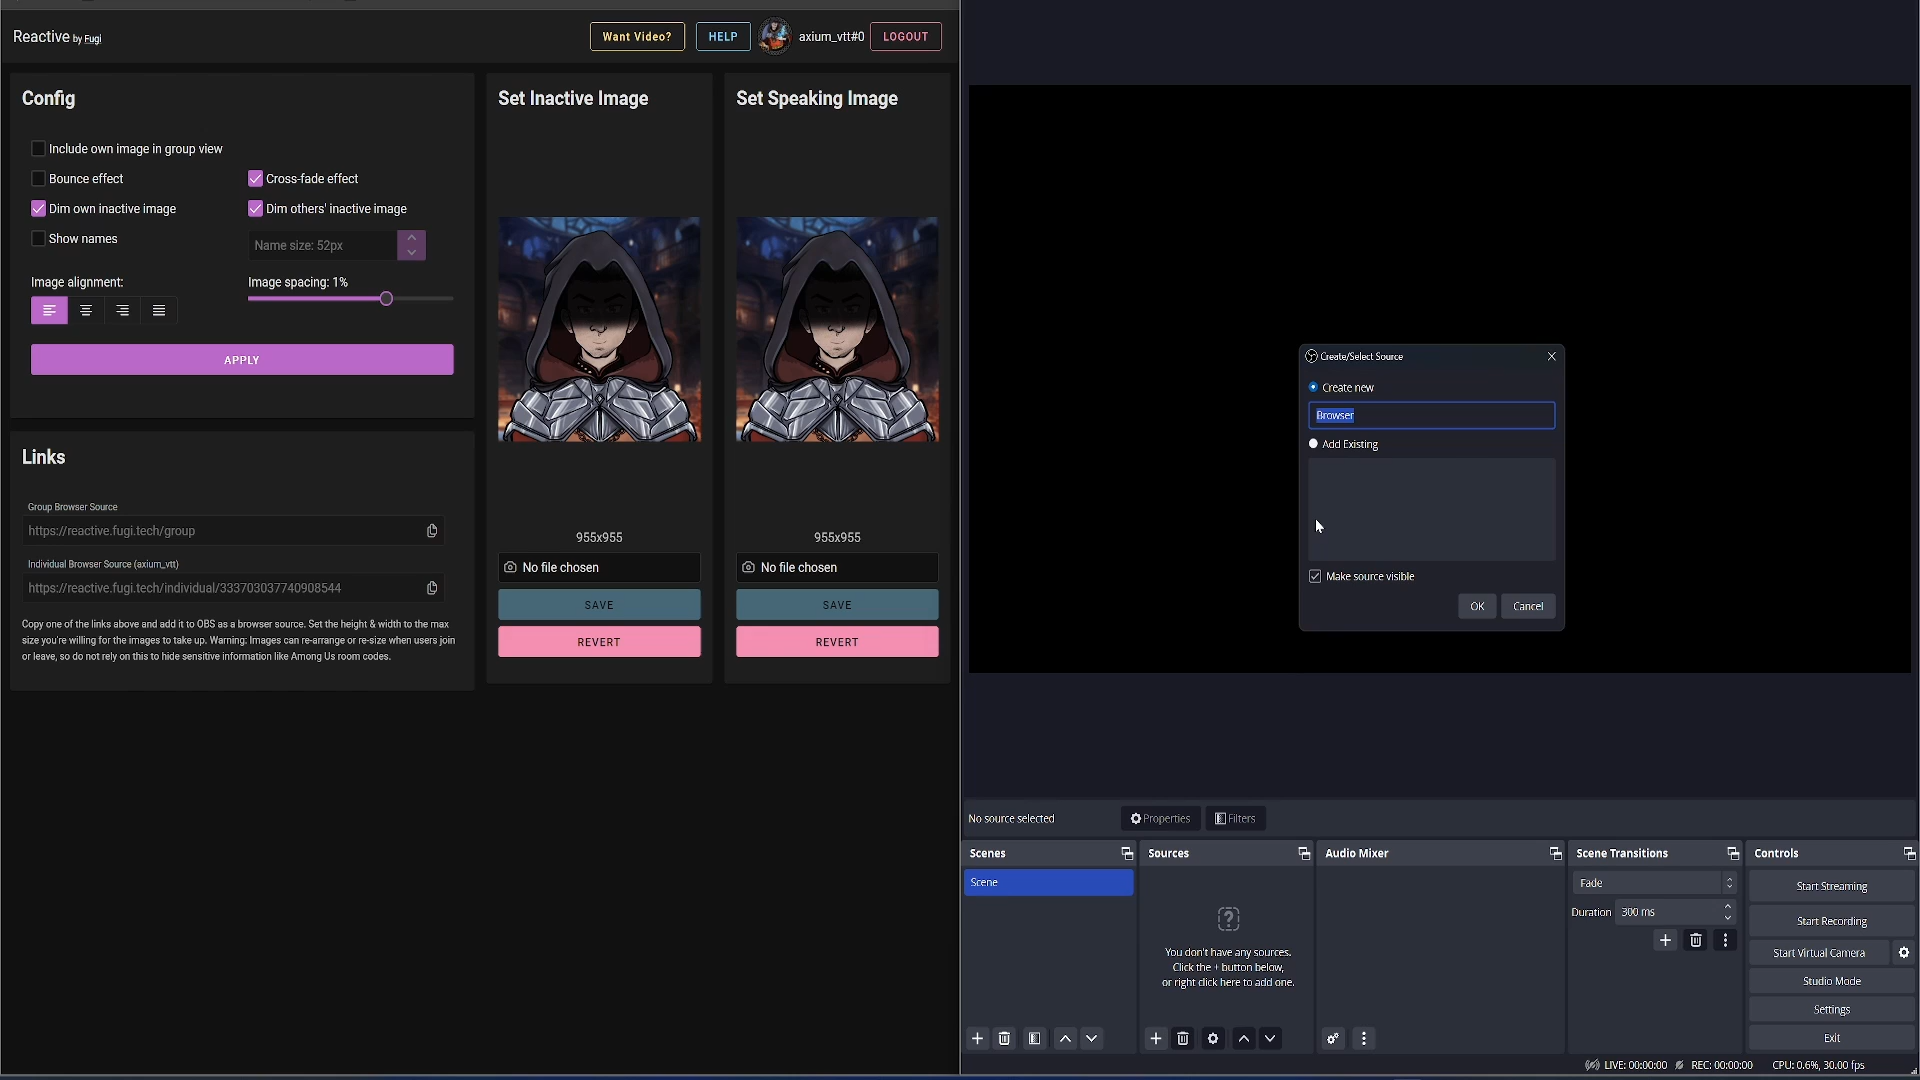 Reactive by Fugi
Want Video?
HELP
axium_vtt#0
LOGOUT
Config
Include own image in group view
Bounce effect
Cross-fade effect
Dim own inactive image
Dim others' inactive image
Show names
Name size: 52px
Image alignment:
Image spacing: 1%
APPLY
Links
Group Browser Source
https://reactive.fugi.tech/group
Individual Browser Source (axium_vtt)
https://reactive.fugi.tech/individual/333703037740908544
Copy one of the links above and add it to OBS as a browser source. Set the height & width to the max
size you're willing for the images to take up. Warning: Images can re-arrange or re-size when users join
or leave, so do not rely on this to hide sensitive information like Among Us room codes.
Set Inactive Image
955x955
No file chosen
SAVE
REVERT
Set Speaking Image
955x955
No file chosen
SAVE
REVERT
Create/Select Source
Create new
Browser
Add Existing
Make source visible
OK
Cancel
No source selected
Properties
Filters
Scenes
Scene
Sources
You don't have any sources.
Click the + button below,
or right click here to add one.
Audio Mixer
Scene Transitions
Fade
Duration
300 ms
Controls
Start Streaming
Start Recording
Start Virtual Camera
Studio Mode
Settings
Exit
LIVE: 00:00:00
REC: 00:00:00
CPU: 0.6%, 30.00 fps